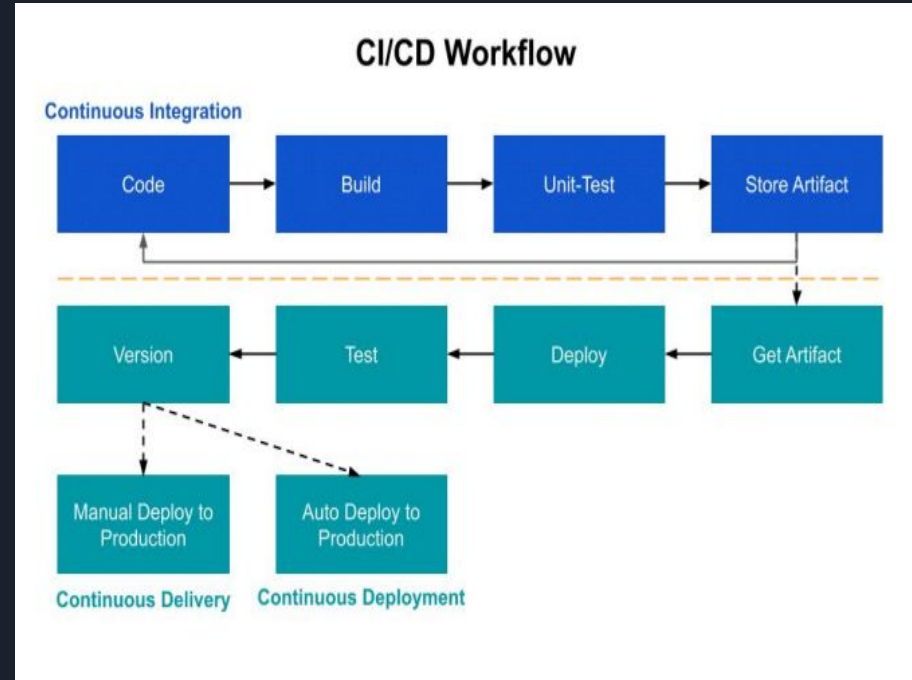 CI/CD Workflow
Continuous Integration
Code
Build
Unit-Test
Store Artifact
Version
Test
Deploy
Get Artifact
Manual Deploy to
Production
Auto Deploy to
Production
Continuous Delivery
Continuous Deployment